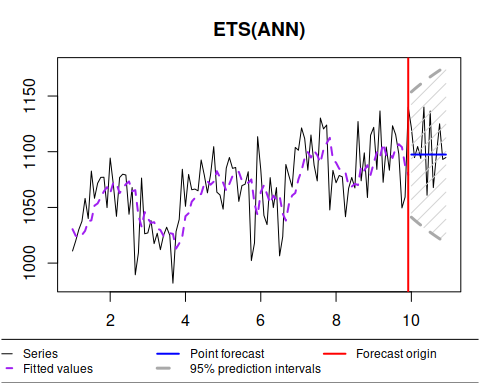 ETS(ANN)
1150
1100
1050
1000
2 4 6 8 10
Series Point forecast Forecast origin
Fitted values 95% prediction intervals